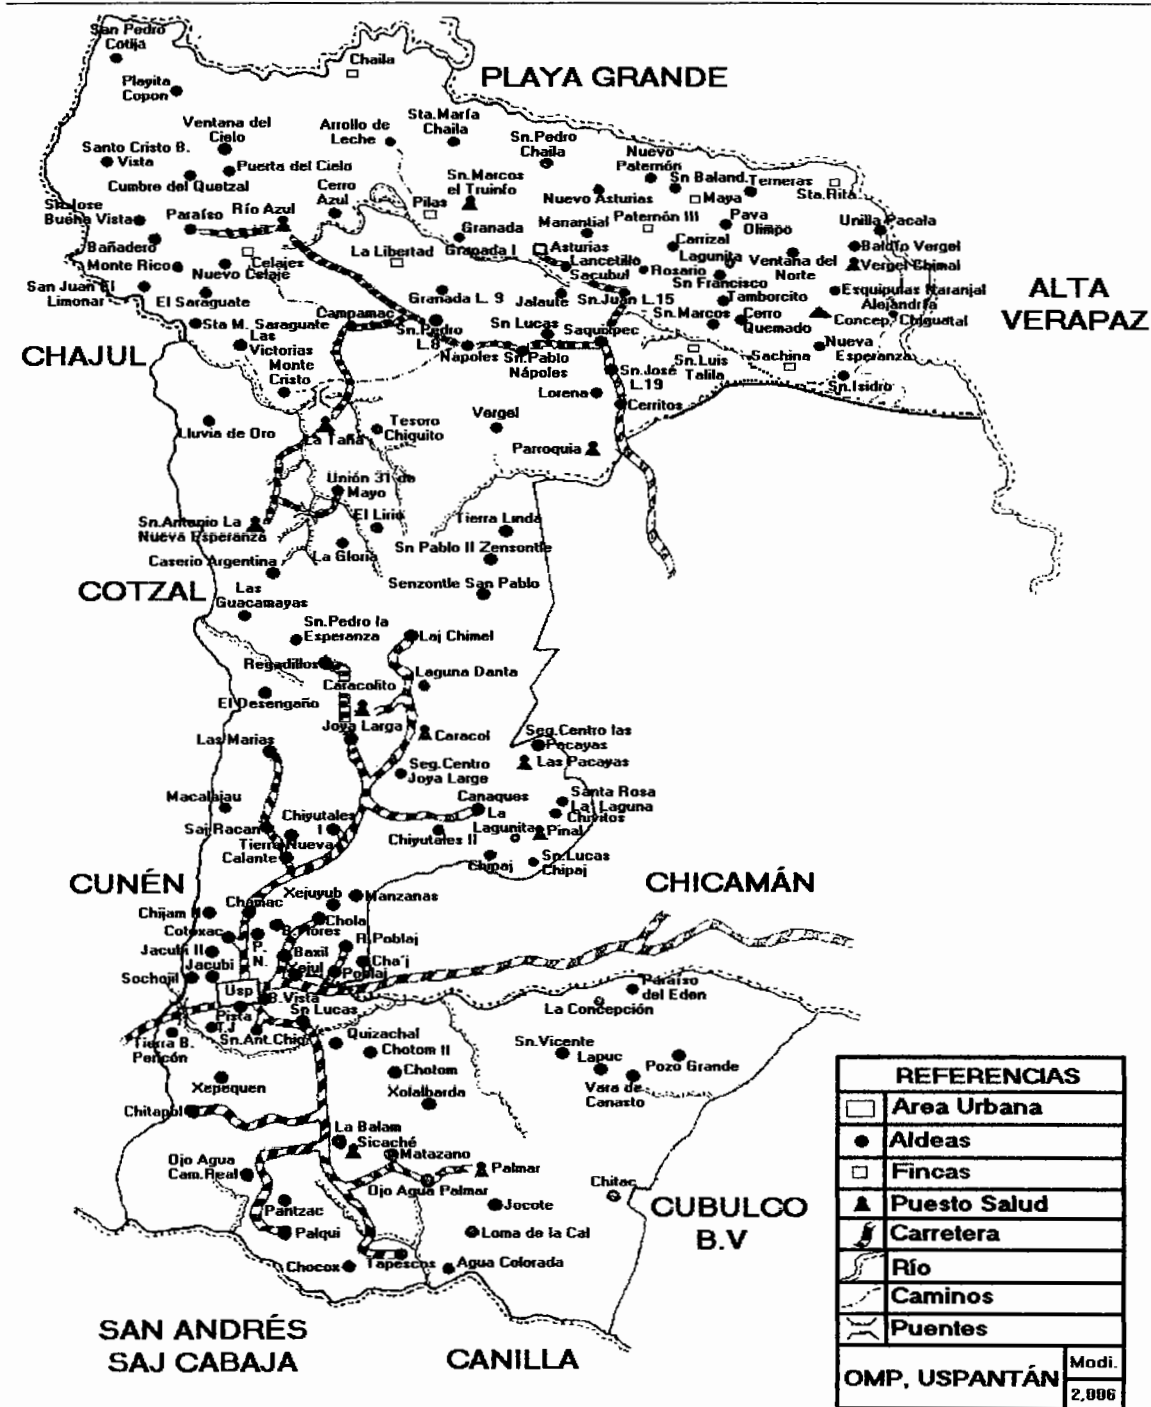 San Pedro
Cotija
Chaila
PLAYA GRANDE
Playita
Copon
Ventana del
Cielo
Arrollo de
Leche
Sta.María
Chaila
Sn.Pedro
Chaila
Santo Cristo B.
Vista
Puerta del Cielo
Nuevo
Paternón
Sn Baland.
Terneras
Cumbre del Quetzal
Cerro
Azul
Sn.Marcos
el Truinfo
Nuevo Asturias
Maya
Sta.Rita
Sn.Jose
Buena Vista
Paraíso
Río Azul
Pilas
Granada
Manantial
Paternón III
Pava
Olimpo
Unilla Pacala
Bañadero
Celajes
La Libertad
Granada I
Asturias
Carrizal
Lagunita
Baldío Vergel
Monte Rico
Nuevo Celaje
Lancetillo
Sacubul
Rosario
Ventana del
Norte
Vergel Chimal
San Juan El
Limonar
El Saraguate
Granada L. 9
Jalaute
Sn.Juan L.15
Sn Francisco
Tamborcito
Esquipulas Naranjal
Alejandría
ALTA
VERAPAZ
Sta M. Saraguate
Campamac
Sn.Pedro
L.8
Sn Lucas
Saquixpec
Sn.Marcos
Cerro
Quemado
Concep. Chiguatal
CHAJUL
Las
Victorias
Monte
Cristo
Nápoles
Sn.Pablo
Nápoles
Sn.José
L.19
Sn.Luis
Talila
Sachina
Nueva
Esperanza
Sn.Isidro
Lorena
Cerritos
Lluvia de Oro
La Taña
Tesoro
Chiquito
Vergel
Parroquia
Unión 31 de
Mayo
Sn.Antonio La
Nueva Esperanza
El Lirio
Tierra Linda
La Gloria
Sn Pablo II Zensontle
Caserio Argentina
COTZAL
Las
Guacamayas
Senzontle San Pablo
Sn.Pedro la
Esperanza
Laj Chimel
Regadillos
Laguna Danta
Caracolito
El Desengaño
Joya Larga
Caracol
Seg.Centro las
Pacayas
Las Marias
Las Pacayas
Seg.Centro
Joya Large
Macalajau
Canaques
La
Lagunita
Santa Rosa
La Laguna
Chivitos
Saj Racan
Chiyutales
I
Tierra Nueva
Chiyutales II
Pinal
Calante
Chipaj
Sn.Lucas
Chipaj
CUNÉN
CHICAMÁN
Xejuyub
Manzanas
Chijam II
Chamac
Chola
Cotoxac
B.Flores
R.Poblaj
Jacubi II
P.
N.
Baxil
Cha'j
Sochojil
Jacubi
Xejul
Poblaj
Usp
B.Vista
Paraíso
del Eden
La Concepción
Pista
T.J
Sn Lucas
Tierra B.
Pericón
Sn.Ant.Chiq
Quizachal
Chotom II
Sn.Vicente
Lapuc
Pozo Grande
Xepequen
Chotom
Vara de
Canasto
Chitapol
Xolalbarda
La Balam
Sicaché
Matazano
Ojo Agua
Cam.Real
Palmar
Ojo Agua Palmar
Chitac
Pantzac
Jocote
CUBULCO
B.V
Palqui
Loma de la Cal
Chocox
Tapescos
Agua Colorada
SAN ANDRÉS
SAJ CABAJA
CANILLA
REFERENCIAS
Area Urbana
Aldeas
Fincas
Puesto Salud
Carretera
Río
Caminos
Puentes
OMP, USPANTÁN
Modi.
2,006